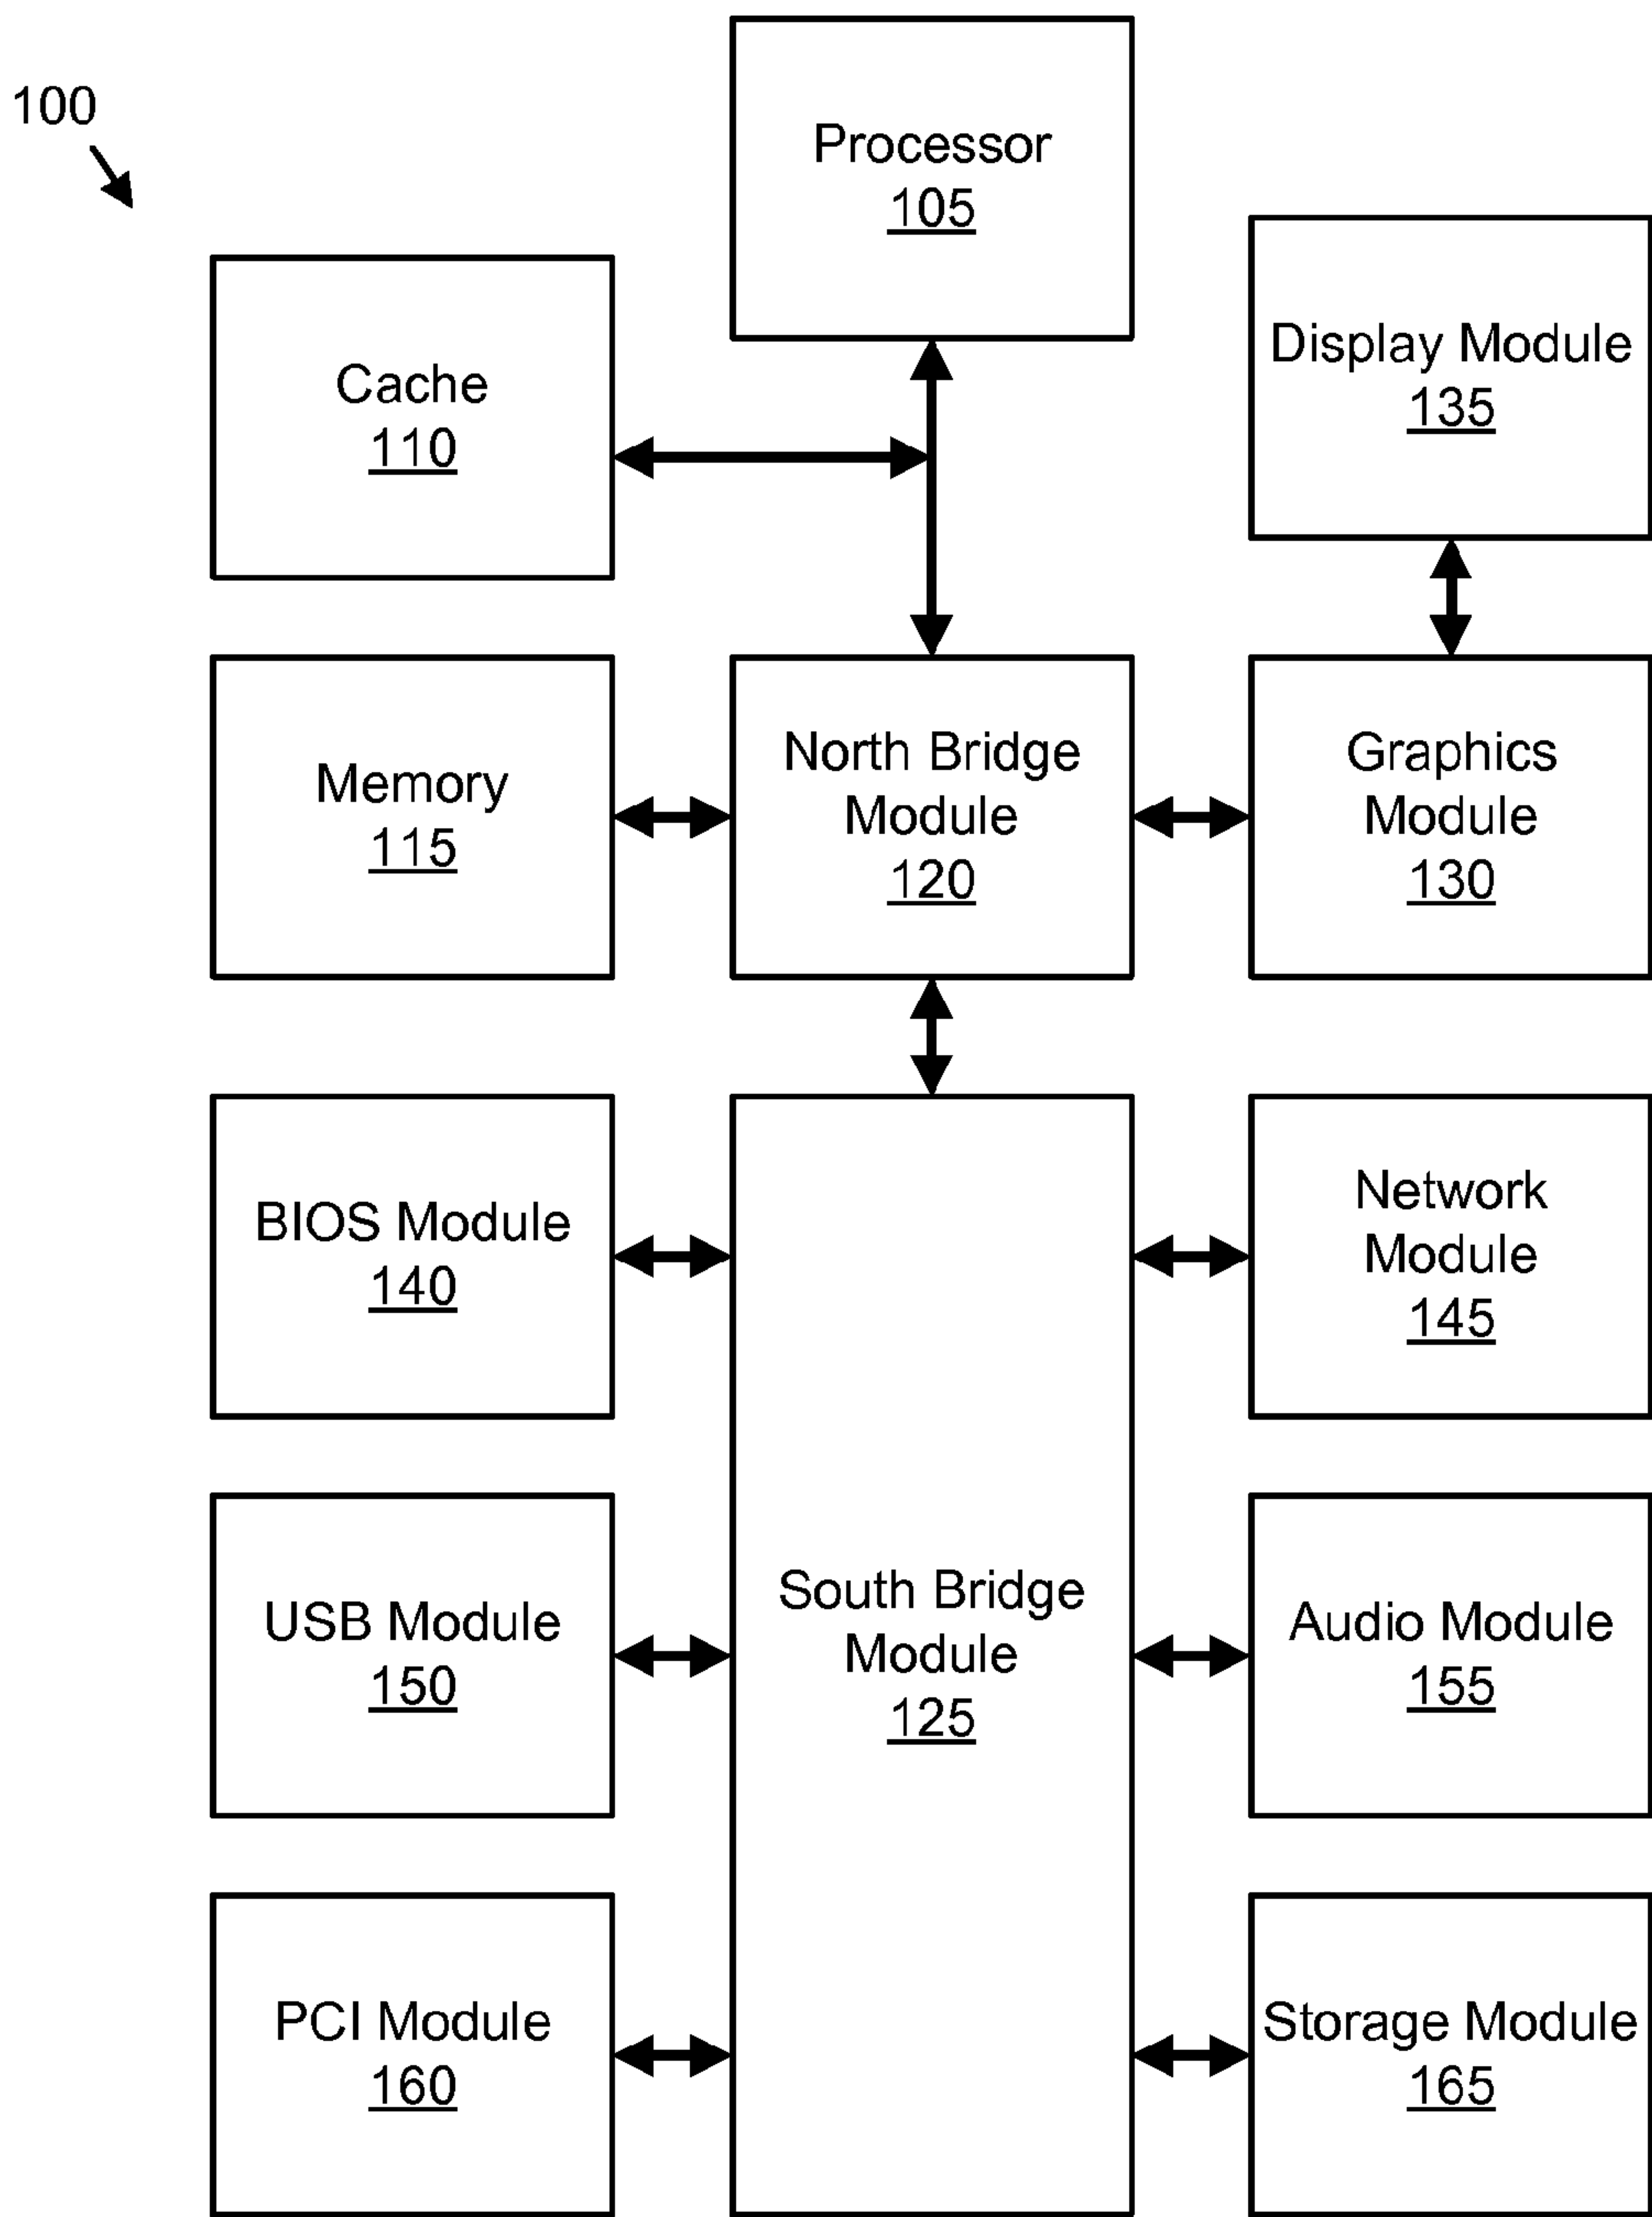 100
Processor
105
Cache
110
Display Module
135
Memory
115
North Bridge
Module
120
Graphics
Module
130
BIOS Module
140
Network
Module
145
USB Module
150
South Bridge
Module
125
Audio Module
155
PCI Module
160
Storage Module
165